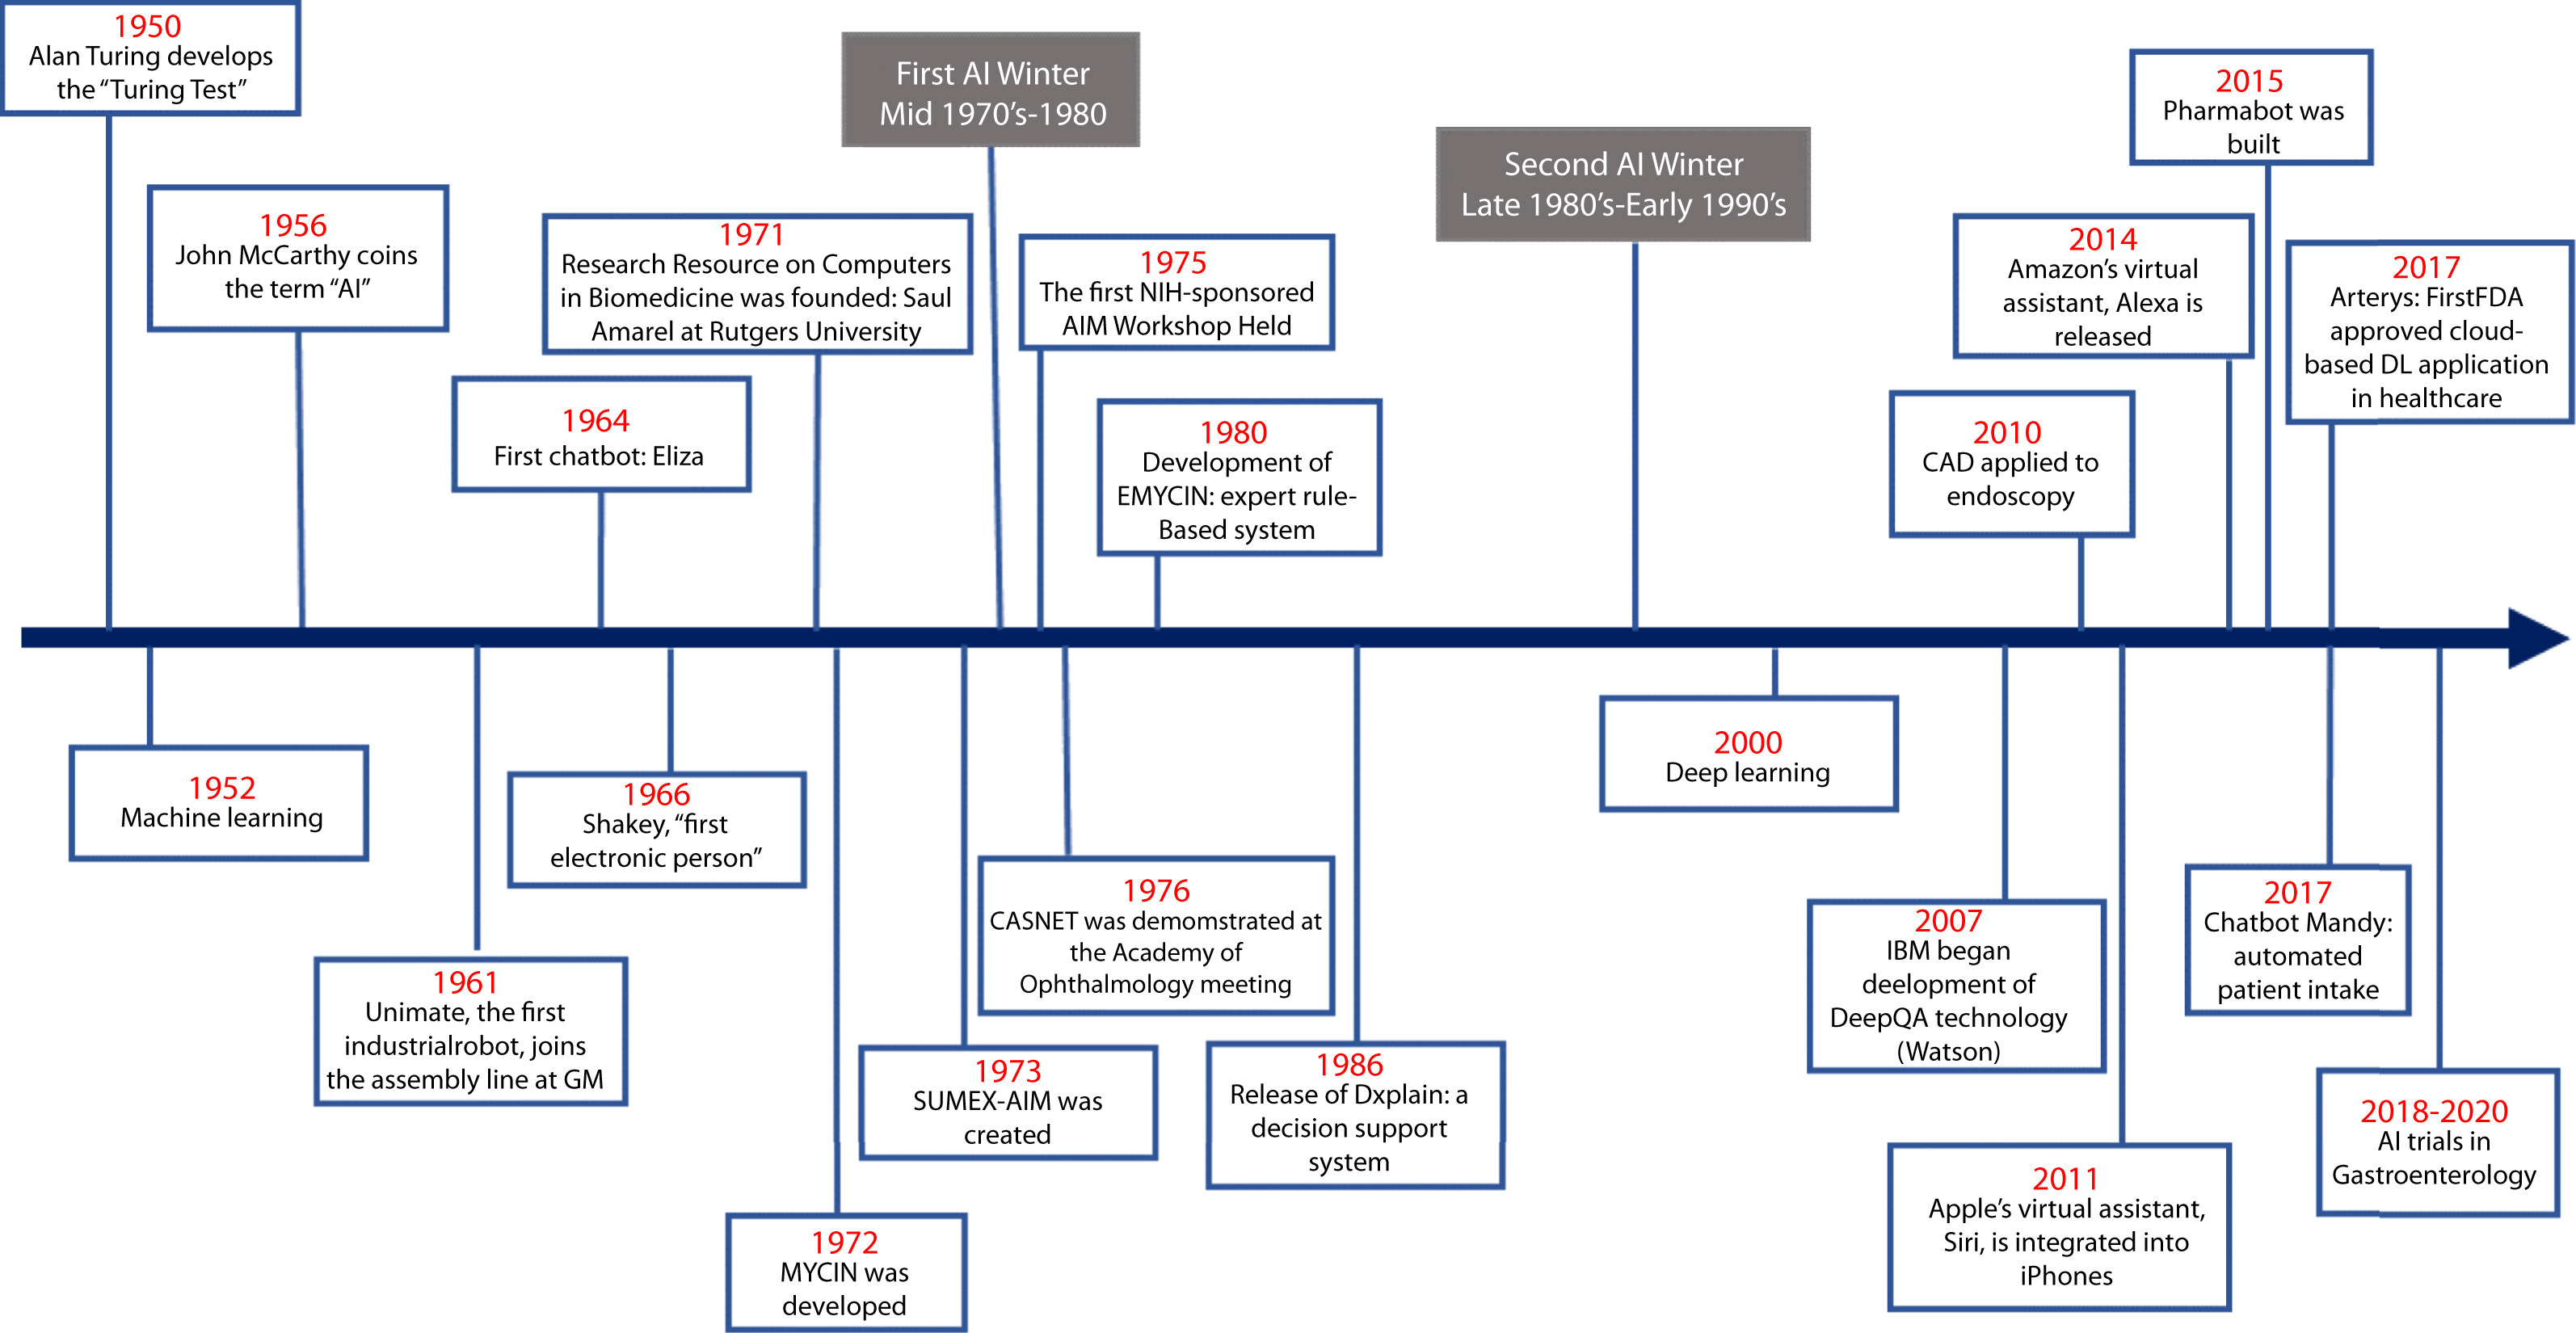 1950
Alan Turing develops
the “Turing Test”
1956
John McCarthy coins
the term “AI”
1964
First chatbot: Eliza
1971
Research Resource on Computers
in Biomedicine was founded: Saul
Amarel at Rutgers University
First AI Winter
Mid 1970’s-1980
1975
The first NIH-sponsored
AIM Workshop Held
1980
Development of
EMYCIN: expert rule-
Based system
Second AI Winter
Late 1980’s-Early 1990’s
2010
CAD applied to
endoscopy
2014
Amazon’s virtual
assistant, Alexa is
released
2015
Pharmabot was
built
2017
Arterys: FirstFDA
approved cloud-
based DL application
in healthcare
1952
Machine learning
1961
Unimate, the first
industrialrobot, joins
the assembly line at GM
1966
Shakey, “first
electronic person”
1972
MYCIN was
developed
1973
SUMEX-AIM was
created
1976
CASNET was demomstrated at
the Academy of
Ophthalmology meeting
1986
Release of Dxplain: a
decision support
system
2000
Deep learning
2007
IBM began
deelopment of
DeepQA technology
(Watson)
2011
Apple’s virtual assistant,
Siri, is integrated into
iPhones
2017
Chatbot Mandy:
automated
patient intake
2018-2020
AI trials in
Gastroenterology